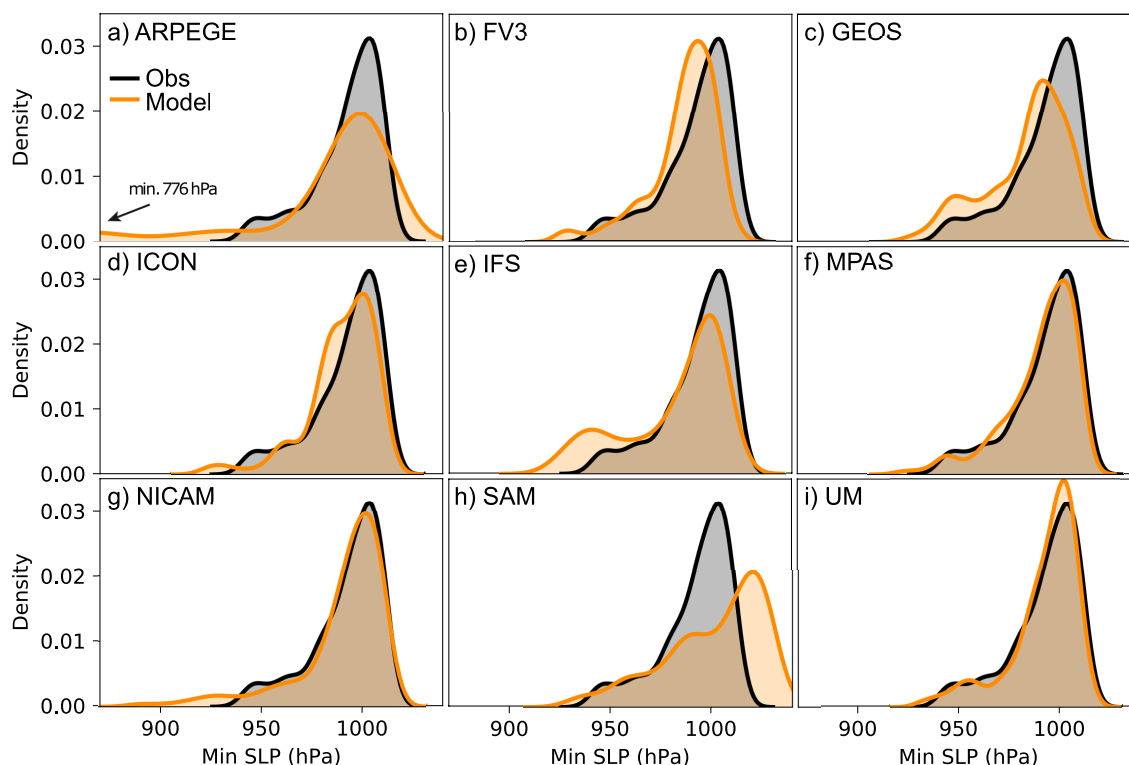 a) ARPEGE
b) FV3
c) GEOS
0.03
0.02
0.01
0.00
Density
Obs
Model
min. 776 hPa
d) ICON
e) IFS
f) MPAS
0.03
0.02
0.01
0.00
Density
g) NICAM
h) SAM
i) UM
0.03
0.02
0.01
0.00
Density
900 950 1000
900 950 1000
900 950 1000
Min SLP (hPa)
Min SLP (hPa)
Min SLP (hPa)